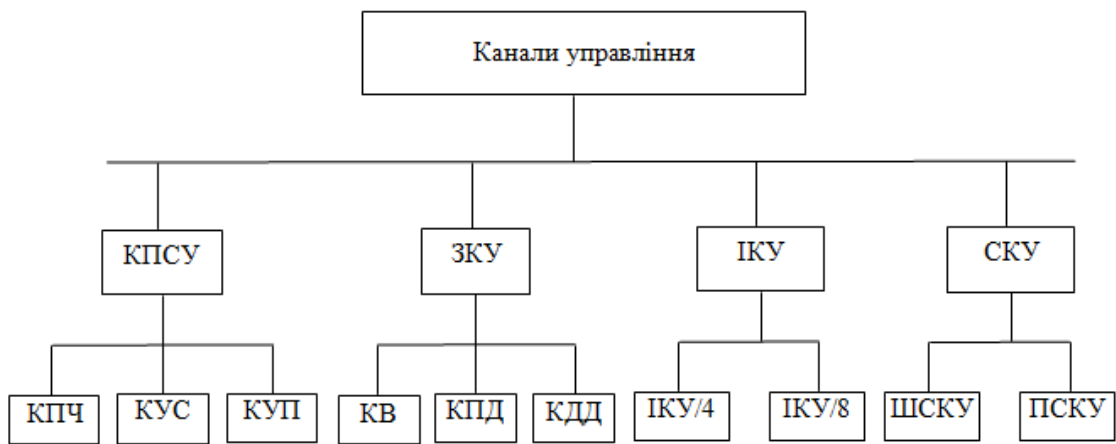 Канали управління
КПСУ
ЗКУ
ІКУ
СКУ
КПЧ
КУС
КУП
КВ
КПД
КДД
ІКУ/4
ІКУ/8
ШСКУ
ПСКУ